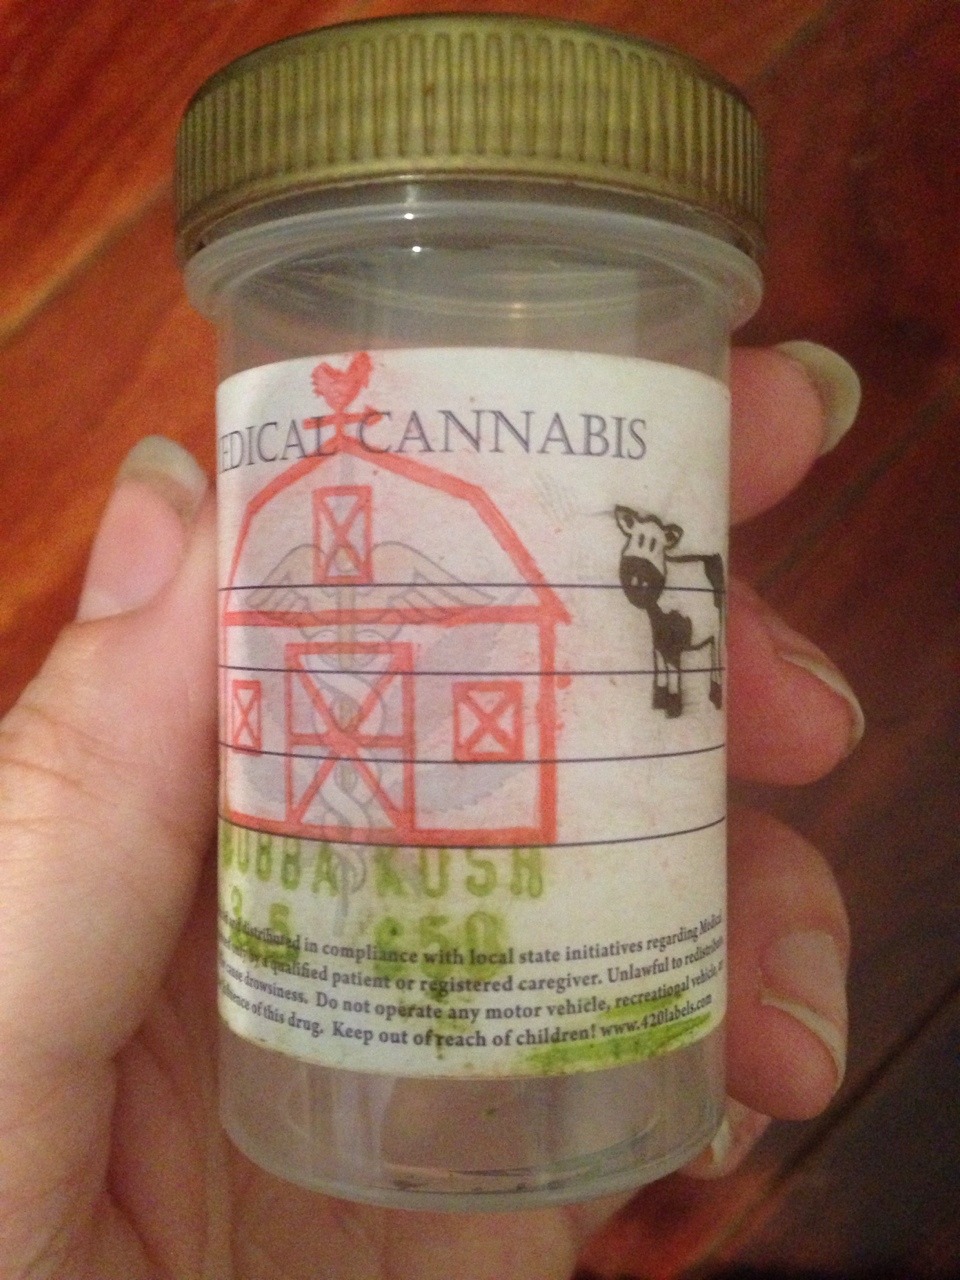 EDICAL CANNABIS
BUBBA KUSH
3.5 $50
and distributed in compliance with local state initiatives regarding Medical
by a qualified patient or registered caregiver. Unlawful to redistribute
cause drowsiness. Do not operate any motor vehicle, recreational vehicle, or
influence of this drug. Keep out of reach of children! www.420labels.com